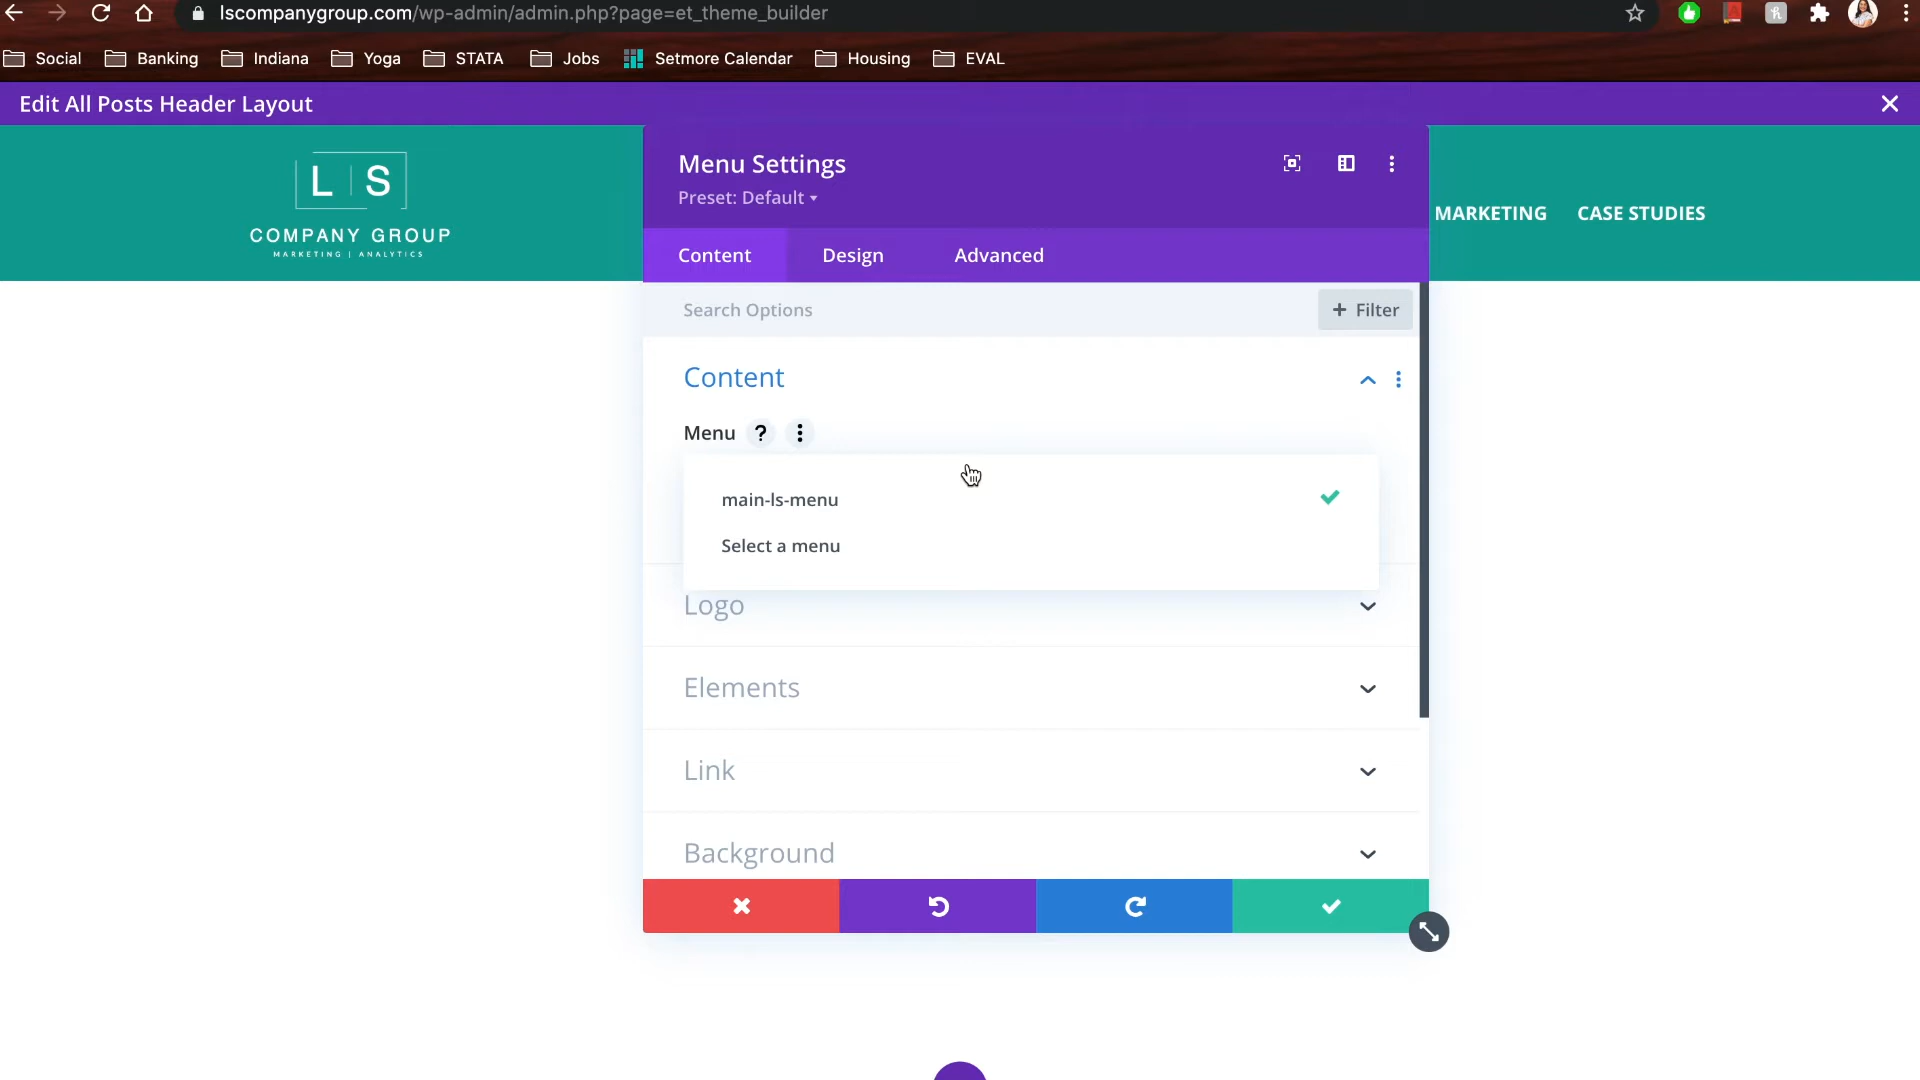 lscompanygroup.com/wp-admin/admin.php?page=et_theme_builder
Social Banking Indiana Yoga STATA Jobs Setmore Calendar Housing EVAL
Edit All Posts Header Layout
L S
COMPANY GROUP
MARKETING | ANALYTICS
MARKETING CASE STUDIES
Menu Settings
Preset: Default
Content Design Advanced
Search Options + Filter
Content
Menu ?
main-ls-menu
Select a menu
Logo
Elements
Link
Background